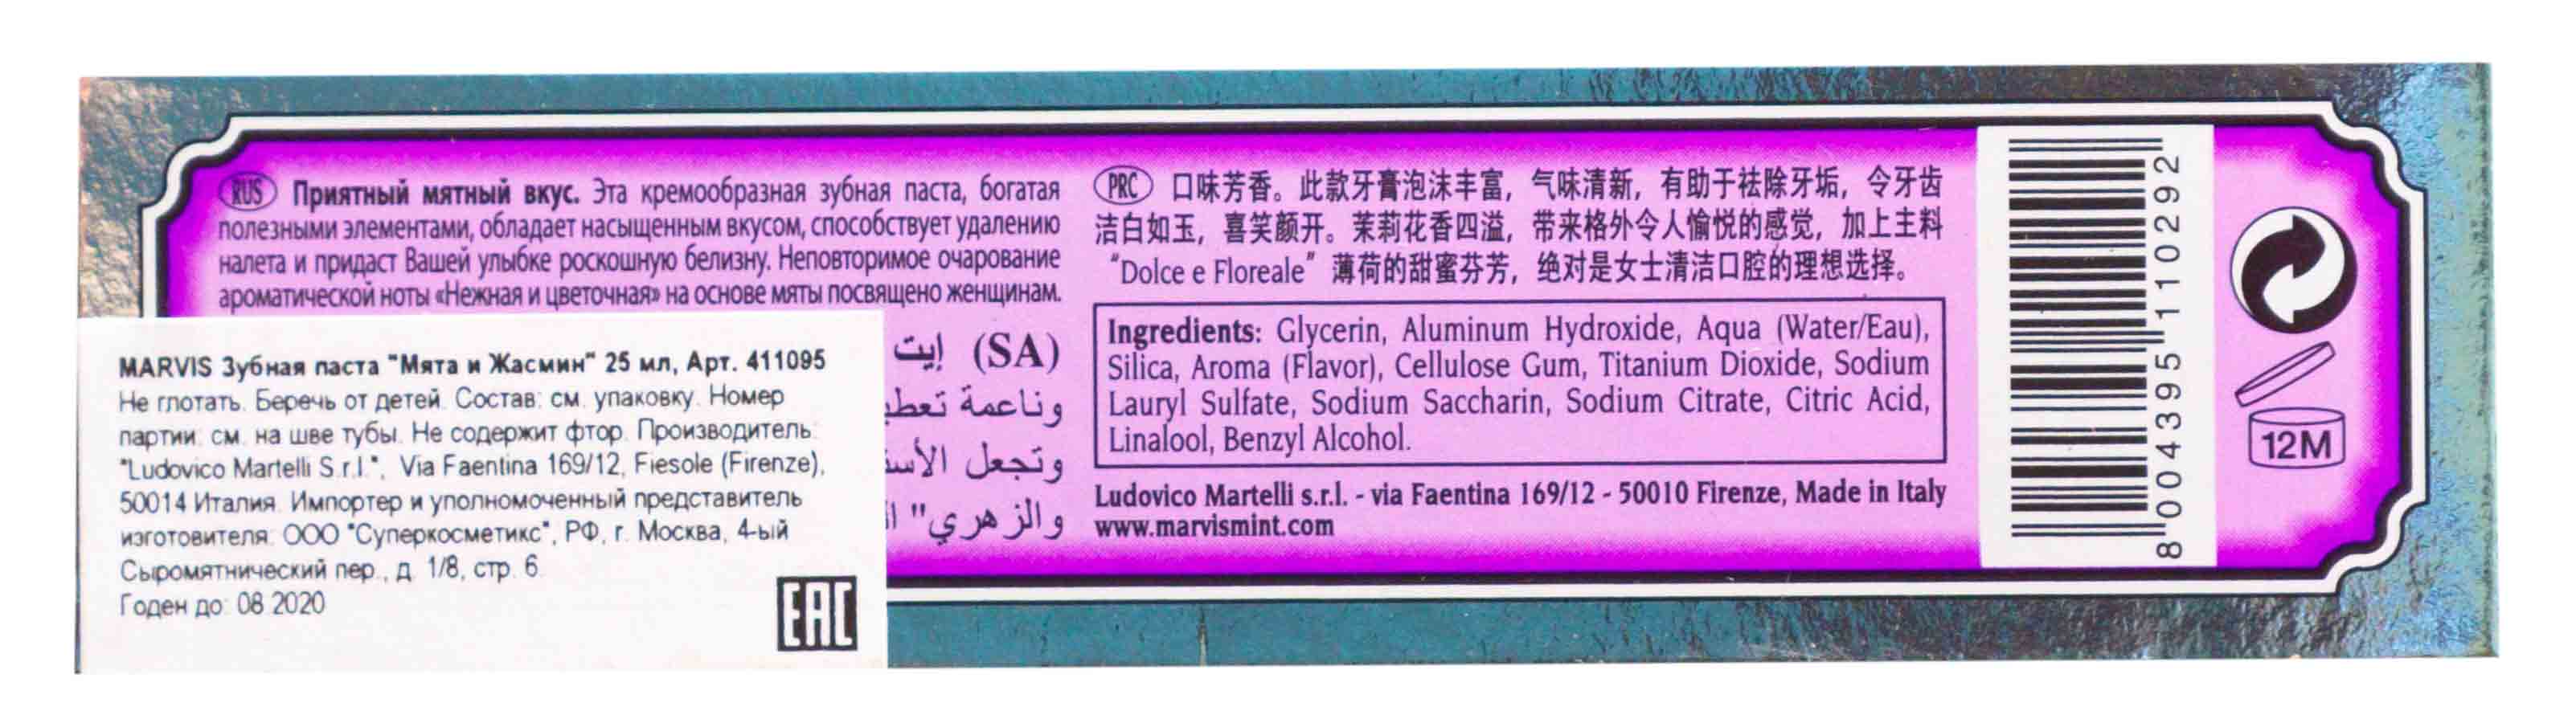 RUS Приятный мятный вкус. Эта кремообразная зубная паста, богатая
полезными элементами, обладает насыщенным вкусом, способствует удалению
налета и придаст Вашей улыбке роскошную белизну. Неповторимое очарование
ароматической ноты «Нежная и цветочная» на основе мяты посвящено женщинам.
MARVIS Зубная паста "Мята и Жасмин" 25 мл, Арт. 411095
Не глотать. Беречь от детей. Состав: см. упаковку. Номер
партии: см. на шве тубы. Не содержит фтор. Производитель:
"Ludovico Martelli S.r.l.", Via Faentina 169/12, Fiesole (Firenze),
50014 Италия. Импортер и уполномоченный представитель
изготовителя: ООО "Суперкосметикс", РФ, г. Москва, 4-ый
Сыромятнический пер., д. 1/8, стр. 6.
Годен до: 08.2020
EAC
(SA) إيت
وناعمة
وتجعل
والزهري"
PRC 口味芳香。此款牙膏泡沫丰富，气味清新，有助于祛除牙垢，令牙齿
洁白如玉，喜笑颜开。茉莉花香四溢，带来格外令人愉悦的感觉，加上主料
"Dolce e Floreale" 薄荷的甜蜜芬芳，绝对是女士清洁口腔的理想选择。
Ingredients: Glycerin, Aluminum Hydroxide, Aqua (Water/Eau),
Silica, Aroma (Flavor), Cellulose Gum, Titanium Dioxide, Sodium
Lauryl Sulfate, Sodium Saccharin, Sodium Citrate, Citric Acid,
Linalool, Benzyl Alcohol.
Ludovico Martelli s.r.l. - via Faentina 169/12 - 50010 Firenze, Made in Italy
www.marvismint.com
8 004395 110292
12M